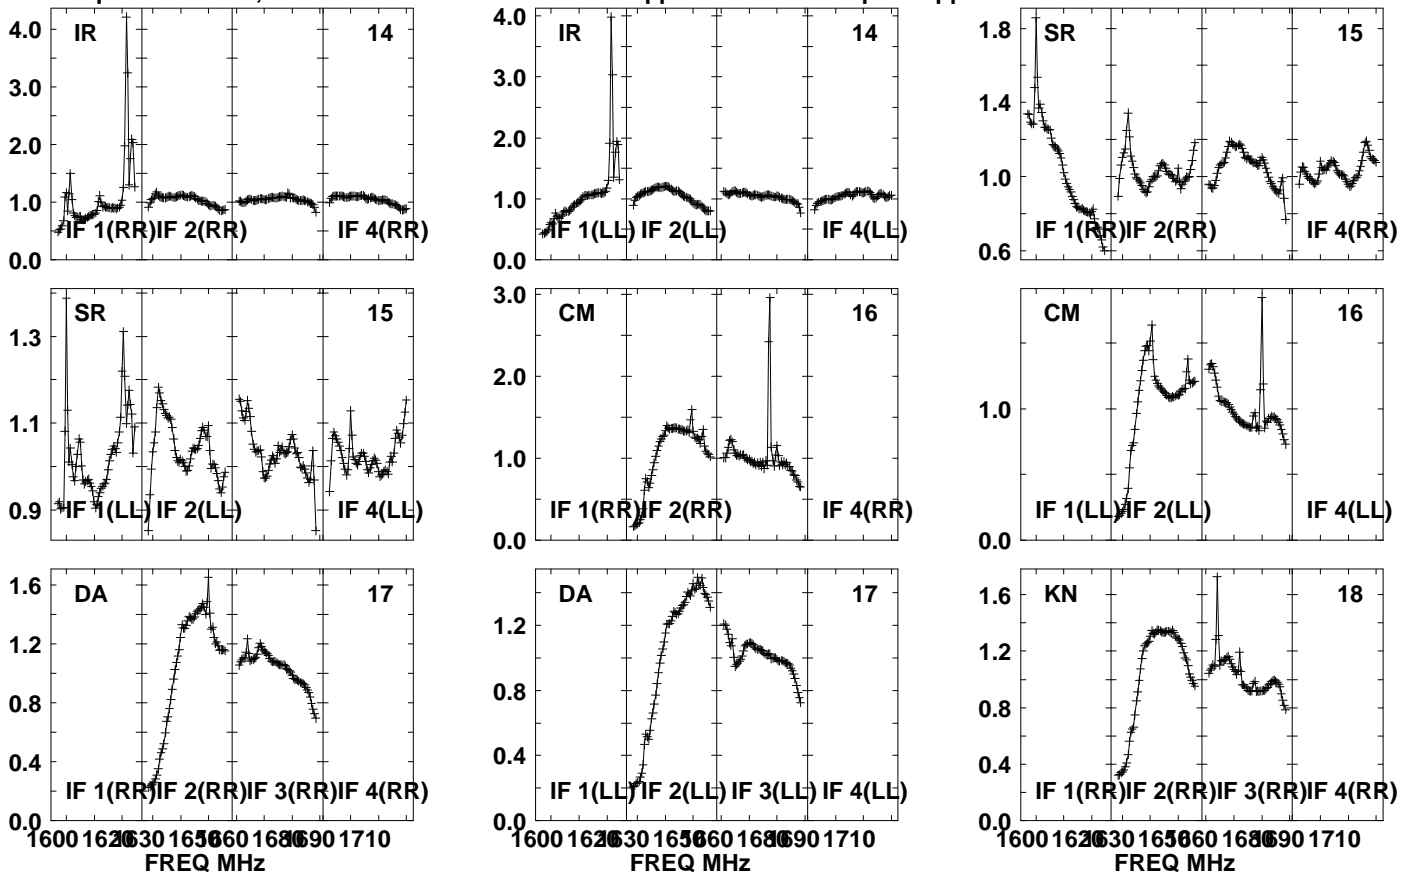 IR 14
4.0
3.0
2.0
1.0
0.0
IF 1(RR) IF 2(RR) IF 4(RR)
IR 14
4.0
3.0
2.0
1.0
0.0
IF 1(LL) IF 2(LL) IF 4(LL)
SR 15
1.8
1.4
1.0
0.6
IF 1(RR) IF 2(RR) IF 4(RR)
SR 15
1.3
1.1
0.9
IF 1(LL) IF 2(LL) IF 4(LL)
CM 16
3.0
2.0
1.0
0.0
IF 1(RR) IF 2(RR) IF 4(RR)
CM 16
1.0
0.0
IF 1(LL) IF 2(LL) IF 4(LL)
DA 17
1.6
1.2
0.8
0.4
0.0
IF 1(RR) IF 2(RR) IF 3(RR) IF 4(RR)
1600 1620 1630 1650 1660 1680 1690 1710
FREQ MHz
DA 17
1.2
0.8
0.4
0.0
IF 1(LL) IF 2(LL) IF 3(LL) IF 4(LL)
1600 1620 1630 1650 1660 1680 1690 1710
KN 18
1.6
1.2
0.8
0.4
0.0
IF 1(RR) IF 2(RR) IF 3(RR) IF 4(RR)
1600 1620 1630 1650 1660 1680 1690 1710
FREQ MHz